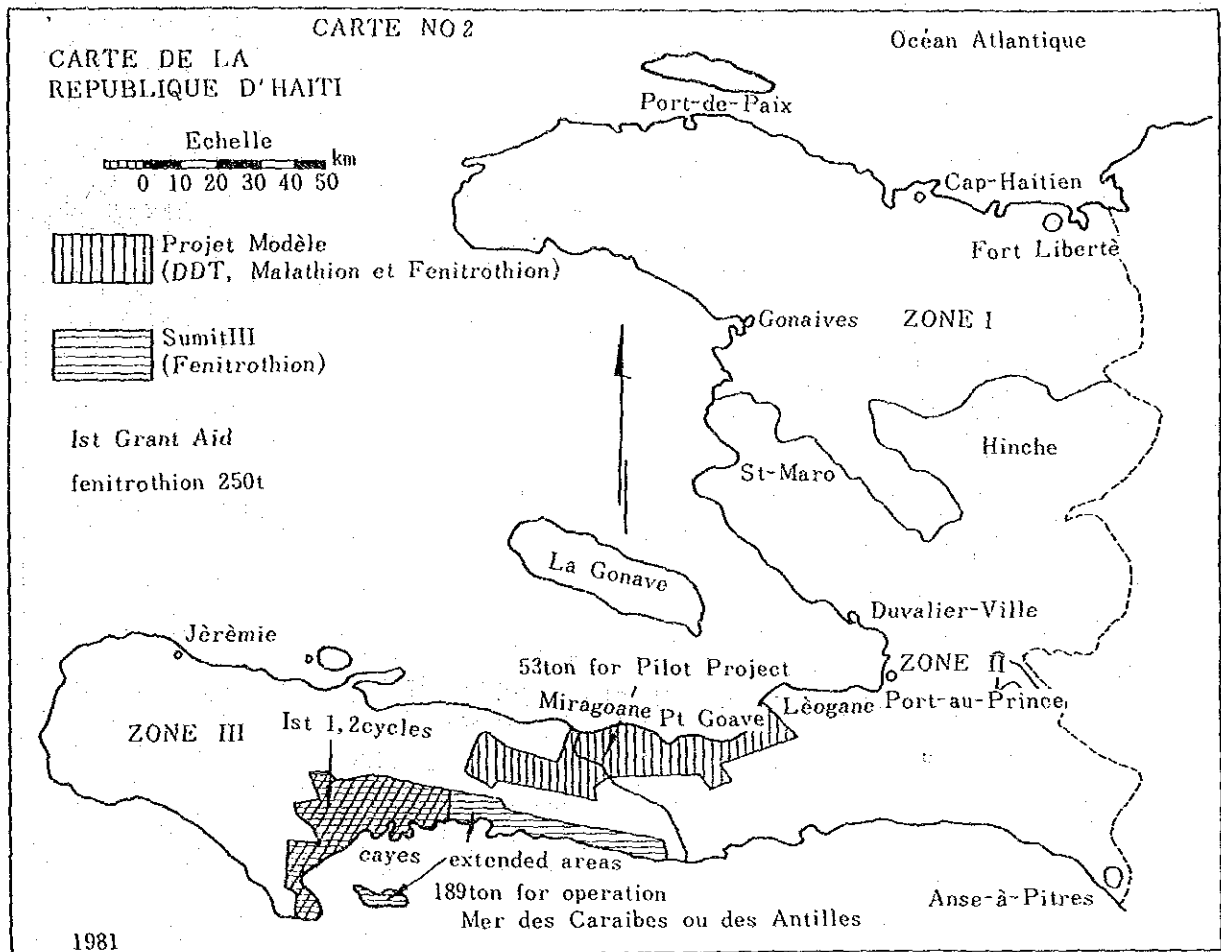 CARTE NO 2
CARTE DE LA
REPUBLIQUE D'HAITI
Océan Atlantique
Port-de-Paix
Echelle
km
0 10 20 30 40 50
Cap-Haitien
Fort Libertè
Projet Modèle
(DDT, Malathion et Fenitrothion)
Gonaives
ZONE I
SumitIII
(Fenitrothion)
Ist Grant Aid
fenitrothion 250t
Hinche
St-Maro
La Gonave
Duvalier-Ville
Jèrèmie
ZONE II
53ton for Pilot Project
Port-au-Prince
Miragoane
Pt Goave
Lèogane
ZONE III
Ist 1,2cycles
cayes
extended areas
189ton for operation
Anse-à-Pitres
Mer des Caraibes ou des Antilles
1981